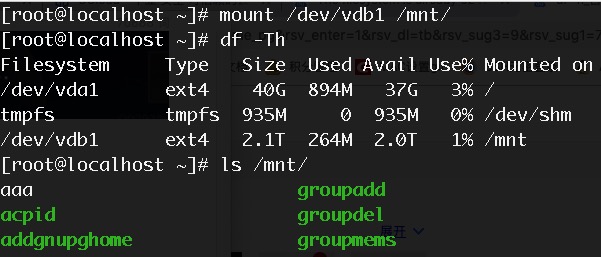 [root@localhost ~]# mount /dev/vdb1 /mnt/
[root@localhost ~]# df -Th
Filesystem Type Size Used Avail Use% Mounted on
/dev/vda1 ext4 40G 894M 37G 3% /
tmpfs tmpfs 935M 0 935M 0% /dev/shm
/dev/vdb1 ext4 2.1T 264M 2.0T 1% /mnt
[root@localhost ~]# ls /mnt/
aaa groupadd
acpid groupdel
addgnupghome groupmems
展开